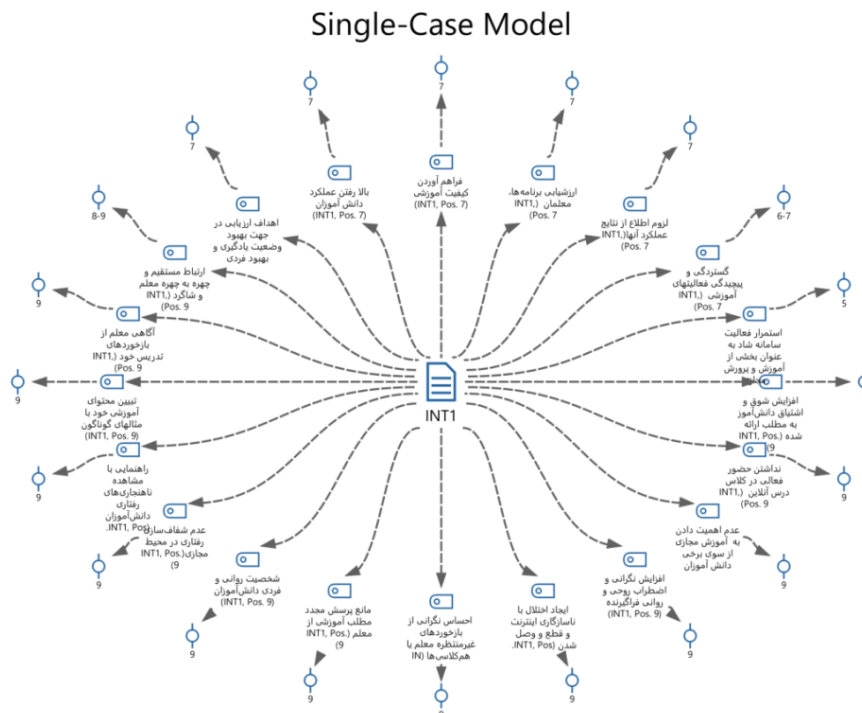 Single-Case Model
7
7
7
7
7
فراهم آوردن
کیفیت آموزشی
(INT1, Pos. 7)
بالا رفتن عملکرد
دانش آموزان
(INT1, Pos. 7)
ارزشیابی برنامه‌ها،
معلمان (INT1,
Pos. 7
اهداف ارزیابی در
جهت بهبود
وضعیت یادگیری و
بهبود فردی
لزوم اطلاع از نتایج
عملکرد آنها(INT1,
Pos. 7)
8-9
6-7
ارتباط مستقیم و
چهره به چهره معلم
و شاگرد (INT1,
Pos. 9)
گستردگی و
پیچیدگی فعالیتهای
آموزشی (INT1,
Pos. 7)
9
5
آگاهی معلم از
بازخوردهای
تدریس خود (INT1,
Pos. 9)
استمرار فعالیت
سامانه شاد به
عنوان بخشی از
آموزش و پرورش
9
INT1
9
تبیین محتوای
آموزشی خود با
مثالهای گوناگون
(INT1, Pos. 9)
افزایش شوق و
اشتیاق دانش‌آموز
به مطلب ارائه
شده (INT1, Pos.
9)
9
9
راهنمایی با
مشاهده
ناهنجاری‌های
رفتاری
دانش‌آموزان
(INT1, Pos.
نداشتن حضور
فعالی در کلاس
درس آنلاین (INT1,
Pos. 9)
9
9
عدم شفاف‌سازی
رفتاری در محیط
مجازی(INT1, Pos.
9)
عدم اهمیت دادن
به آموزش مجازی
از سوی برخی
دانش آموزان
9
9
شخصیت روانی و
فردی دانش‌آموزان
(INT1, Pos. 9)
افزایش نگرانی و
اضطراب روحی و
روانی فراگیرنده
(INT1, Pos. 9)
9
9
مانع پرسش مجدد
مطلب آموزشی از
معلم (INT1, Pos.
9)
احساس نگرانی از
بازخوردهای
غیرمنتظره معلم یا
هم‌کلاسی‌ها (IN
ایجاد اختلال با
ناسازگاری اینترنت
و قطع و وصل
شدن (INT1, Pos.